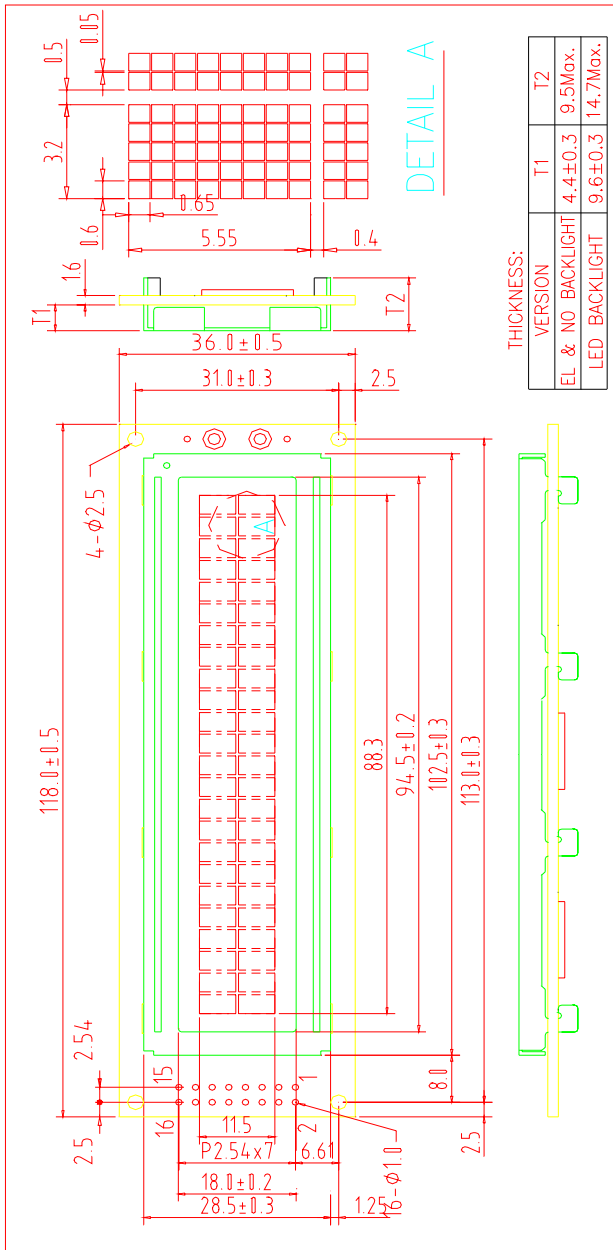 0.05
0.5
3.2
0.6
0.65
5.55
0.4
DETAIL A
1.6
T1
T2
36.0±0.5
31.0±0.3
2.5
THICKNESS:
VERSION T1 T2
EL & NO BACKLIGHT 4.4±0.3 9.5Max.
LED BACKLIGHT 9.6±0.3 14.7Max.
4-ϕ2.5
A
118.0±0.5
88.3
94.5±0.2
102.5±0.3
113.0±0.3
2.54
2.5
15
16
1
2
8.0
2.5
11.5
P2.54x7
6.61
18.0±0.2
28.5±0.3
1.25
16-ϕ1.0